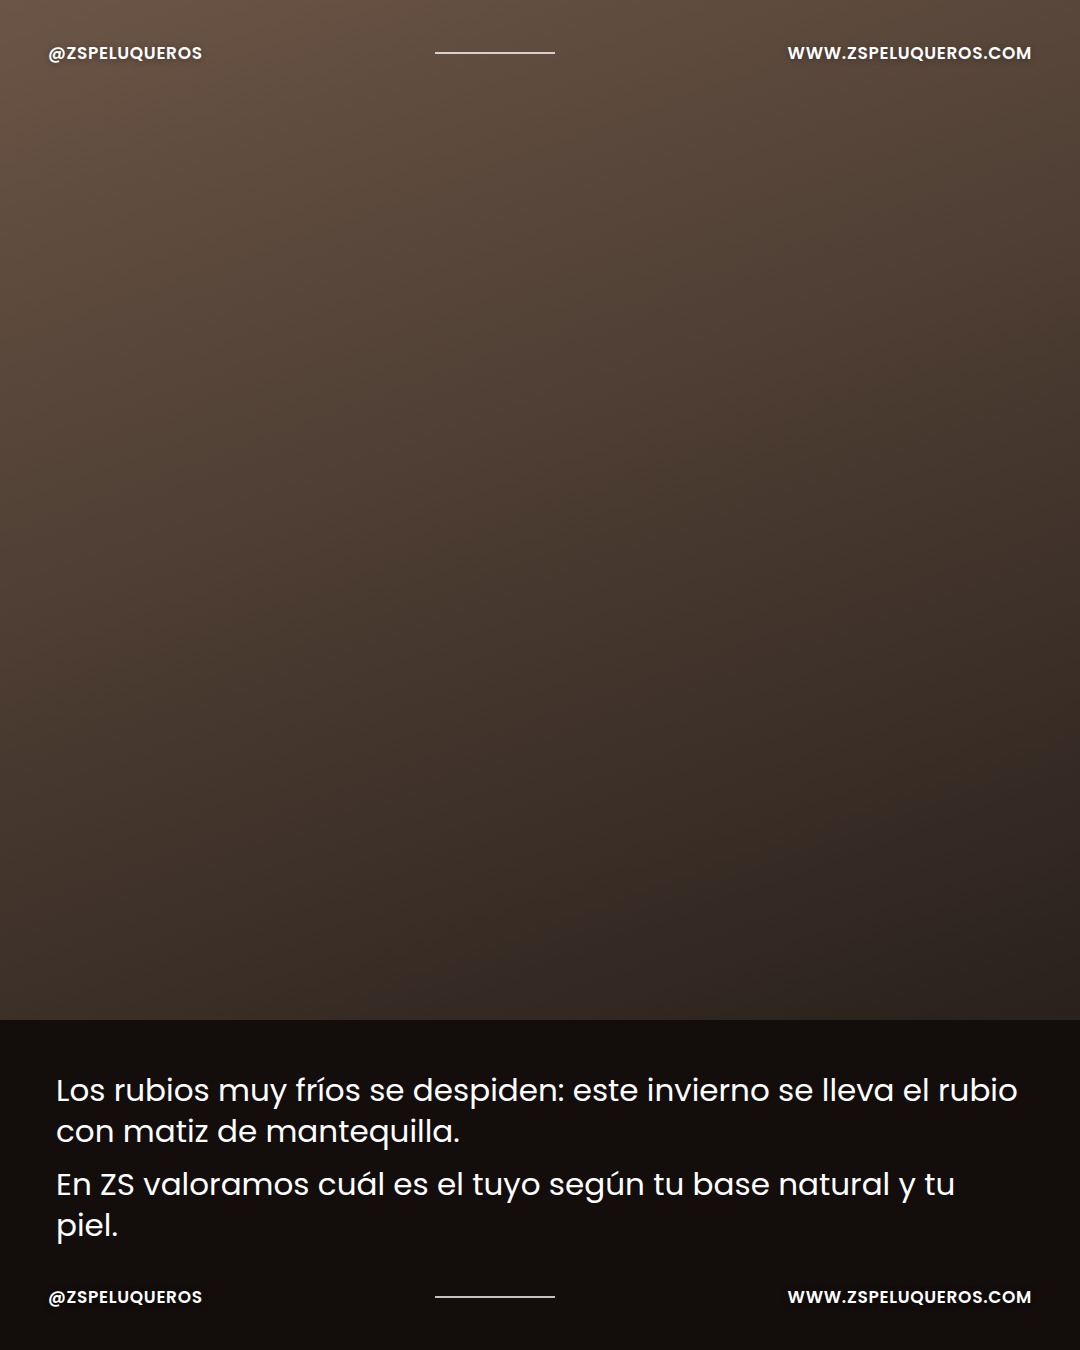 @ZSPELUQUEROS WWW.ZSPELUQUEROS.COM
Los rubios muy fríos se despiden: este invierno se lleva el rubio
con matiz de mantequilla.
En ZS valoramos cuál es el tuyo según tu base natural y tu
piel.
@ZSPELUQUEROS WWW.ZSPELUQUEROS.COM